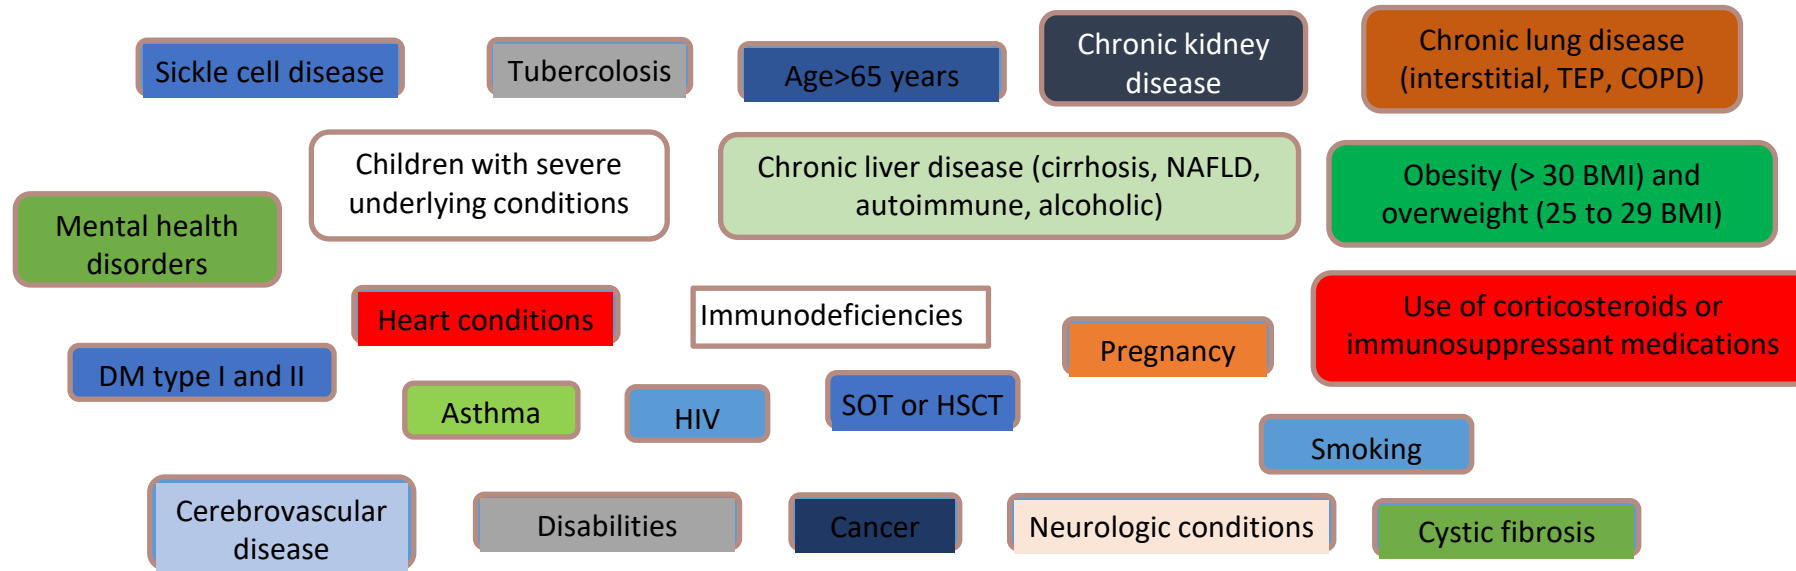 Sickle cell disease
Tubercolosis
Age>65 years
Chronic kidney
disease
Chronic lung disease
(interstitial, TEP, COPD)
Children with severe
underlying conditions
Chronic liver disease (cirrhosis, NAFLD,
autoimmune, alcoholic)
Obesity (> 30 BMI) and
overweight (25 to 29 BMI)
Mental health
disorders
Heart conditions
Immunodeficiencies
Pregnancy
Use of corticosteroids or
immunosuppressant medications
DM type I and II
Asthma
HIV
SOT or HSCT
Smoking
Cerebrovascular
disease
Disabilities
Cancer
Neurologic conditions
Cystic fibrosis